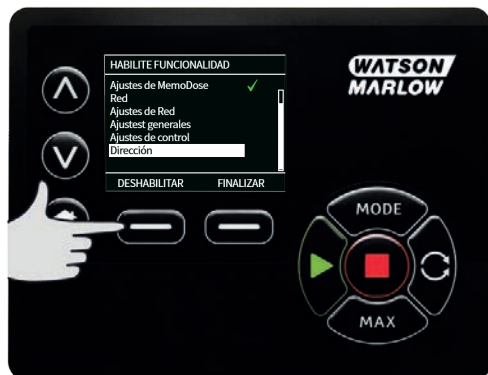 HABILITE FUNCIONALIDAD
WATSON
MARLOW
Ajustes de MemoDose
Red
Ajustes de Red
Ajustest generales
Ajustes de control
Dirección
DESHABILITAR FINALIZAR
MODE
MAX